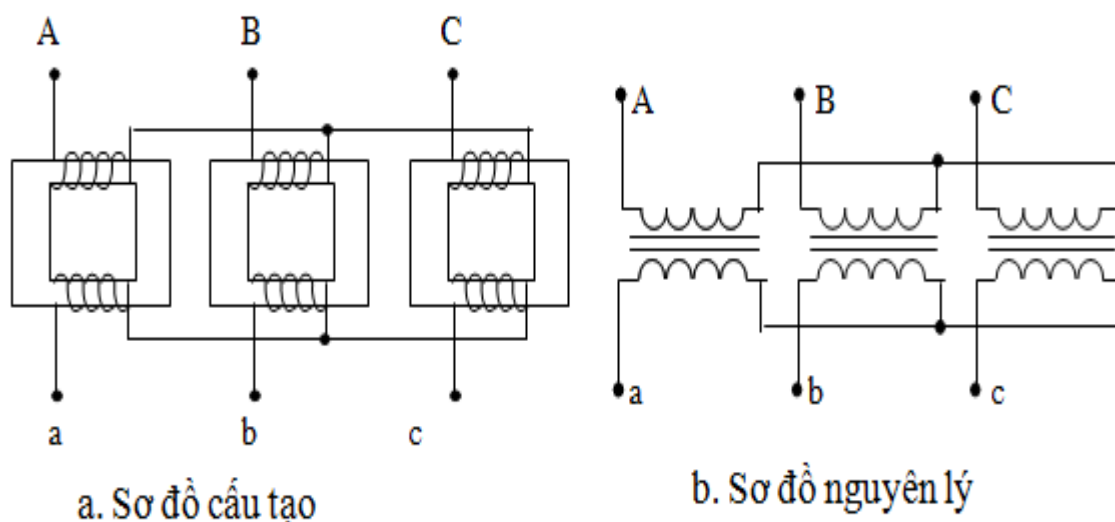 A B C
a b c
a. Sơ đồ cấu tạo
A B C
a b c
b. Sơ đồ nguyên lý